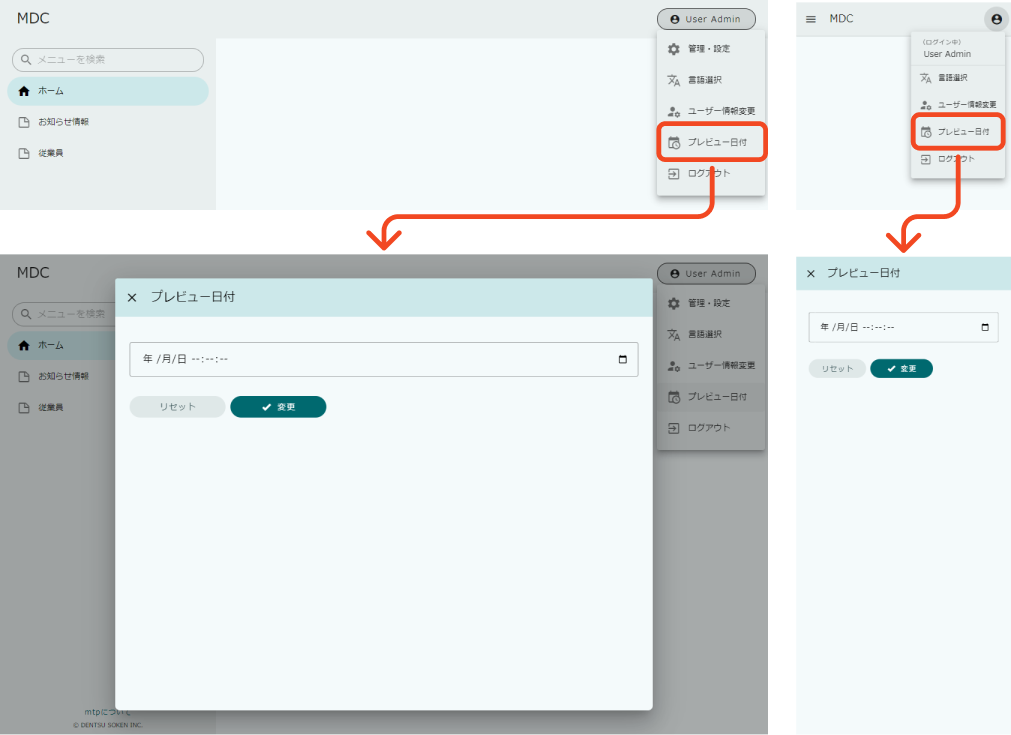 MDC
User Admin
メニューを検索
ホーム
お知らせ情報
従業員
管理・設定
言語選択
ユーザー情報変更
プレビュー日付
ログアウト
MDC
(ログイン中)
User Admin
言語選択
ユーザー情報変更
プレビュー日付
ログアウト
MDC
User Admin
メニューを検索
ホーム
お知らせ情報
従業員
プレビュー日付
年 /月/日 --:--:--
リセット
変更
管理・設定
言語選択
ユーザー情報変更
プレビュー日付
ログアウト
mtpについて
© DENTSU SOKEN INC.
プレビュー日付
年 /月/日 --:--:--
リセット
変更